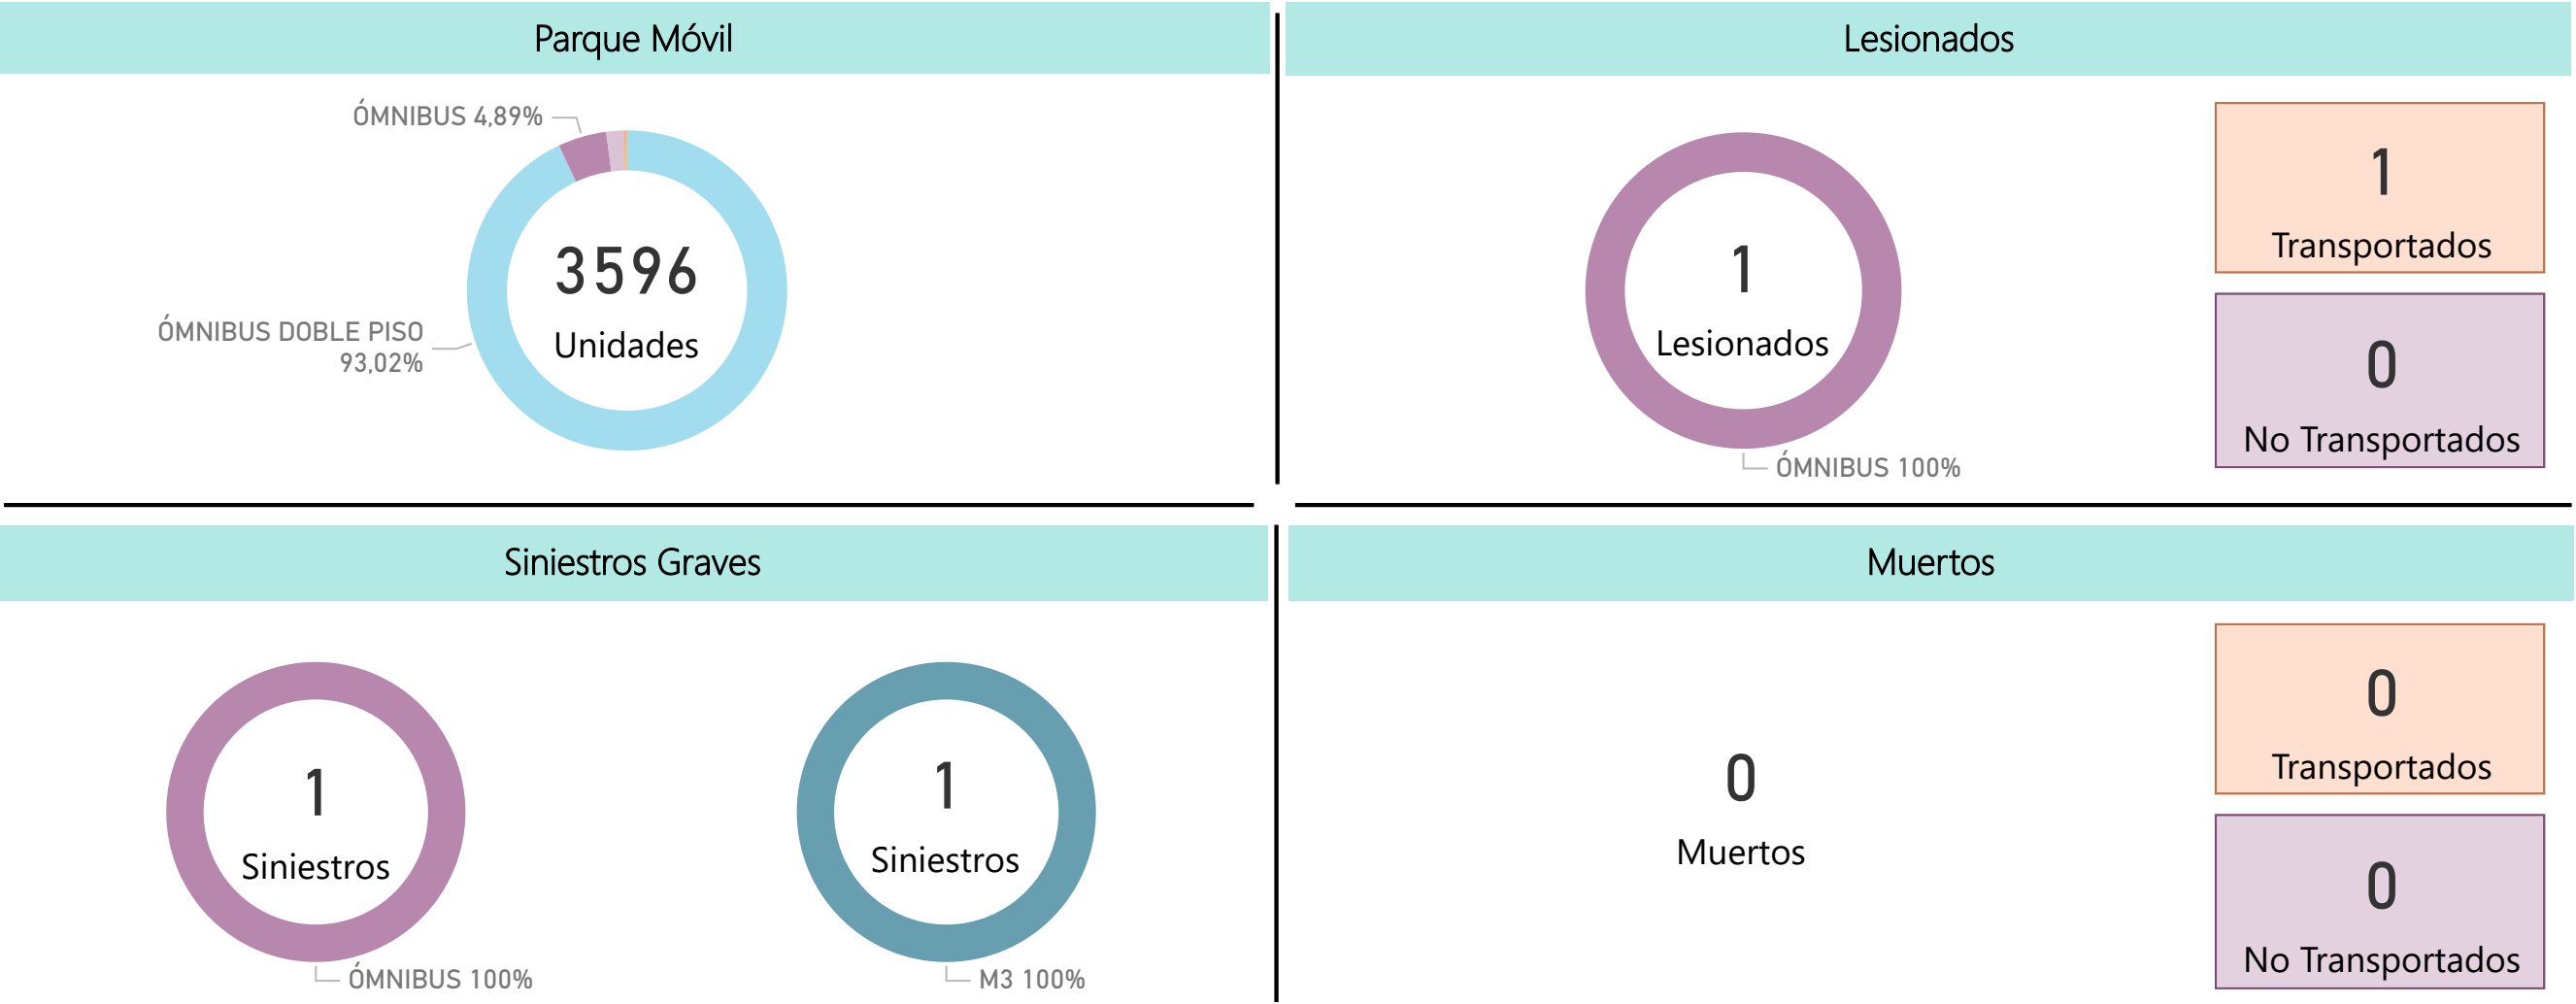 Parque Móvil
ÓMNIBUS 4,89%
3596
Unidades
ÓMNIBUS DOBLE PISO
93,02%
Lesionados
1
Lesionados
ÓMNIBUS 100%
1
Transportados
0
No Transportados
Siniestros Graves
1
Siniestros
ÓMNIBUS 100%
1
Siniestros
M3 100%
Muertos
0
Muertos
0
Transportados
0
No Transportados